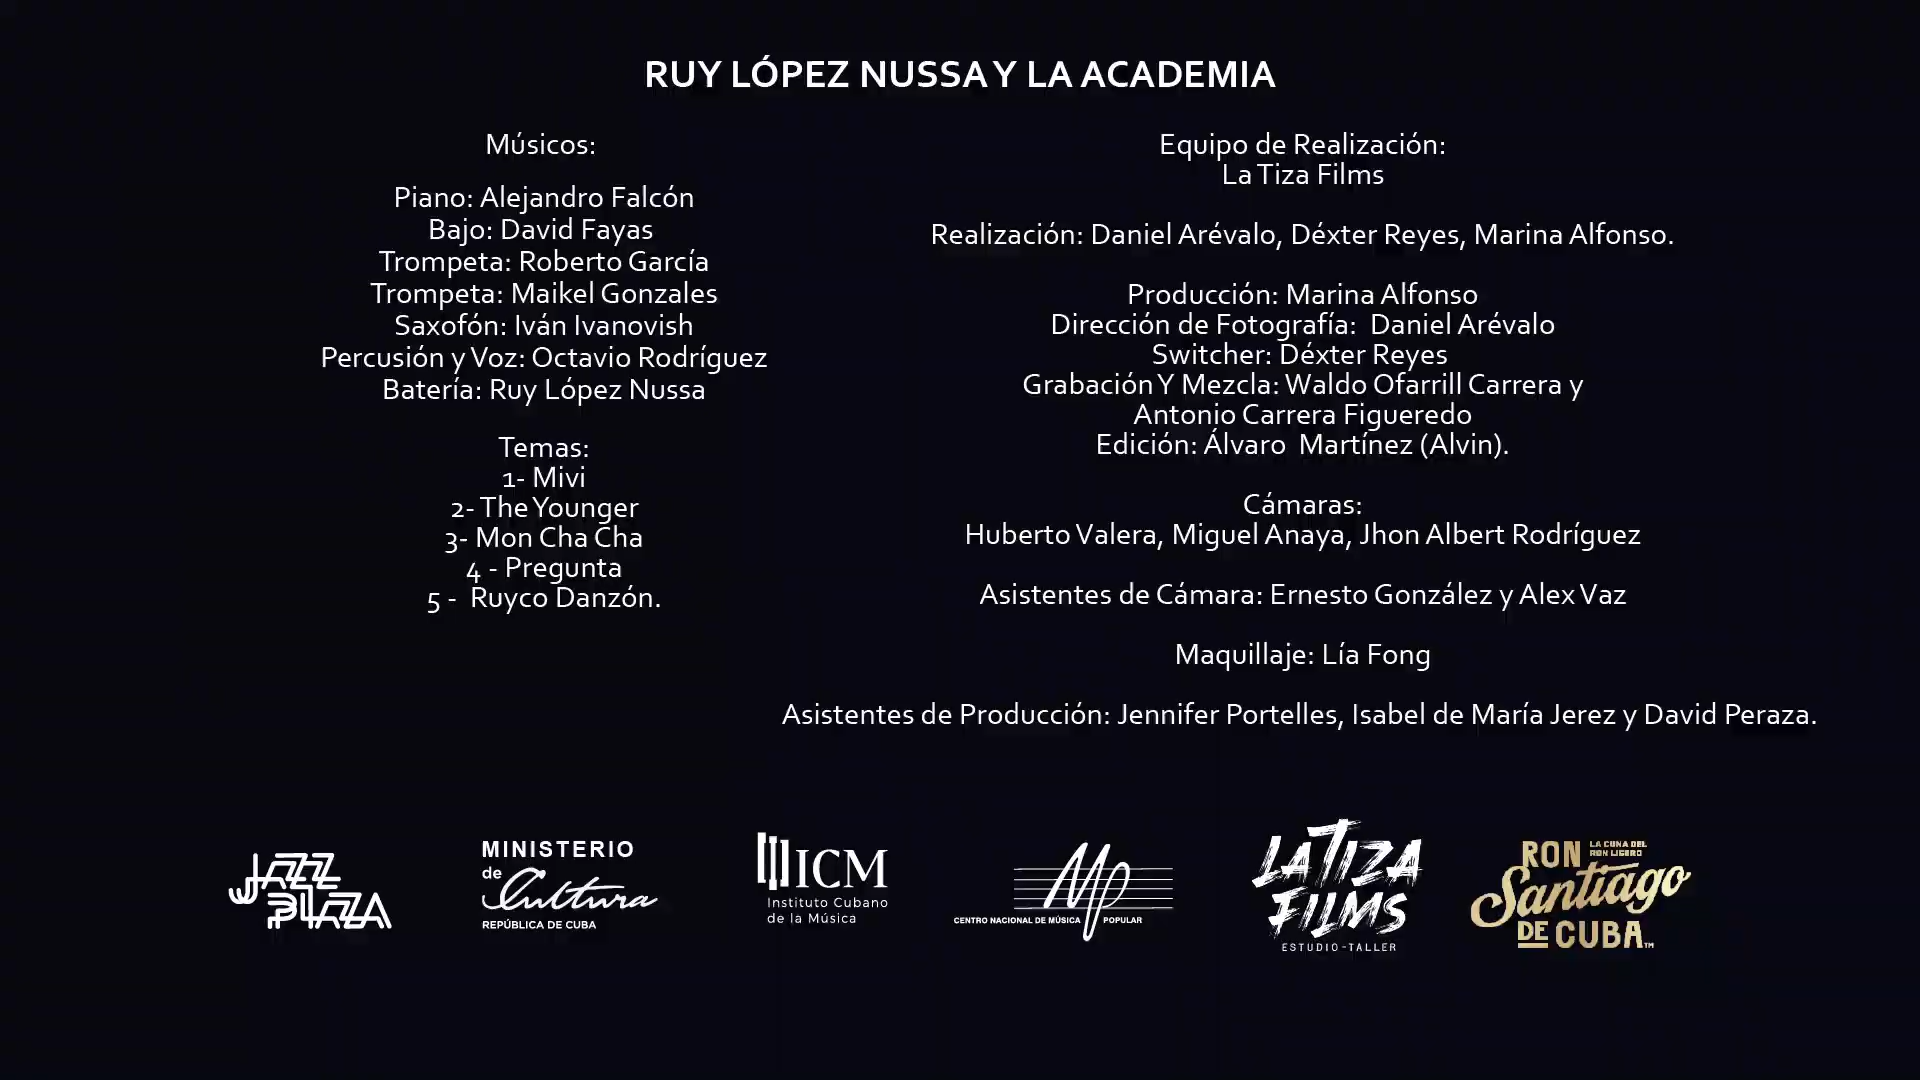 RUY LÓPEZ NUSSA Y LA ACADEMIA
Músicos:
Piano: Alejandro Falcón
Bajo: David Fayas
Trompeta: Roberto García
Trompeta: Maikel Gonzales
Saxofón: Iván Ivanovish
Percusión y Voz: Octavio Rodríguez
Batería: Ruy López Nussa
Temas:
1- Mivi
2- The Younger
3- Mon Cha Cha
4 - Pregunta
5 - Ruyco Danzón.
Equipo de Realización:
La Tiza Films
Realización: Daniel Arévalo, Déxter Reyes, Marina Alfonso.
Producción: Marina Alfonso
Dirección de Fotografía: Daniel Arévalo
Switcher: Déxter Reyes
Grabación Y Mezcla: Waldo Ofarrill Carrera y
Antonio Carrera Figueredo
Edición: Álvaro Martínez (Alvin).
Cámaras:
Huberto Valera, Miguel Anaya, Jhon Albert Rodríguez
Asistentes de Cámara: Ernesto González y Alex Vaz
Maquillaje: Lía Fong
Asistentes de Producción: Jennifer Portelles, Isabel de María Jerez y David Peraza.
JAZZ
PLAZA
MINISTERIO
de
Cultura
REPÚBLICA DE CUBA
ICM
Instituto Cubano
de la Música
MP
CENTRO NACIONAL DE MÚSICA POPULAR
LA TIZA
FILMS
ESTUDIO-TALLER
RON
LA CUNA DEL
RON LIGERO
Santiago
DE CUBA™